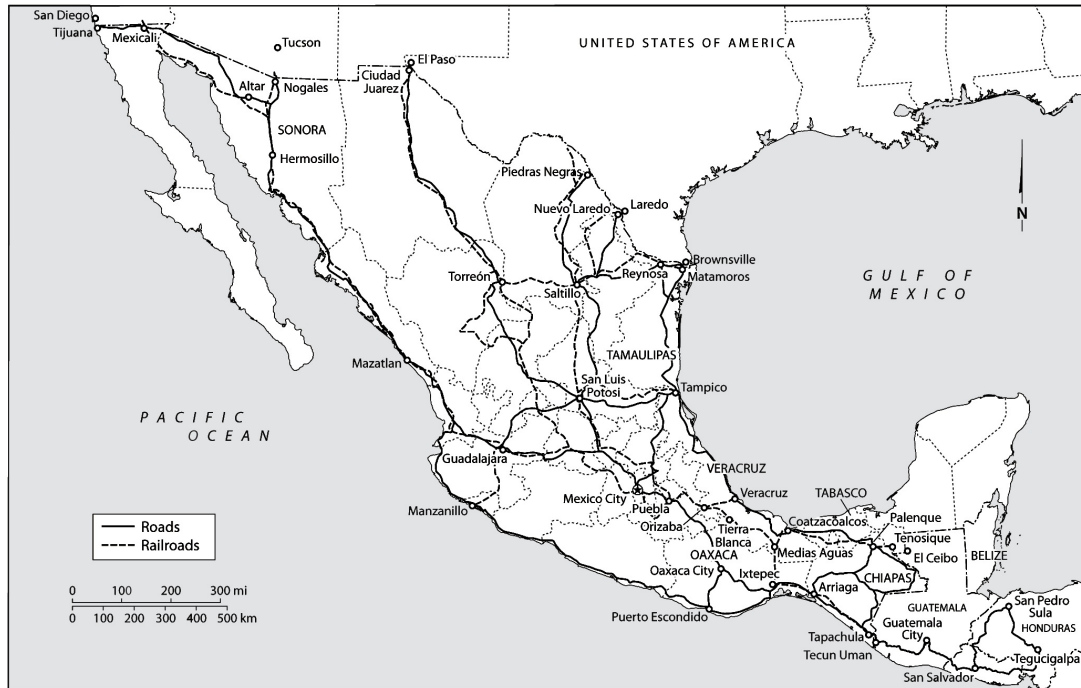 San Diego
Tijuana
Mexicali
Tucson
UNITED STATES OF AMERICA
El Paso
Ciudad
Juarez
Altar
Nogales
SONORA
Hermosillo
Piedras Negras
Nuevo Laredo
Laredo
N
Brownsville
Reynosa
Matamoros
Torreón
Saltillo
GULF OF
MEXICO
Mazatlan
TAMAULIPAS
San Luis
Potosi
Tampico
PACIFIC
OCEAN
Guadalajara
VERACRUZ
Mexico City
Veracruz
TABASCO
Manzanillo
Puebla
Orizaba
Tierra
Blanca
Coatzacoalcos
Palenque
Tenosique
El Ceibo
BELIZE
Medias Aguas
OAXACA
Oaxaca City
Ixtepec
Arriaga
CHIAPAS
Puerto Escondido
GUATEMALA
Guatemala
City
San Pedro
Sula
HONDURAS
Tapachula
Tecun Uman
Tegucigalpa
San Salvador
Roads
Railroads
0 100 200 300 mi
0 100 200 300 400 500 km